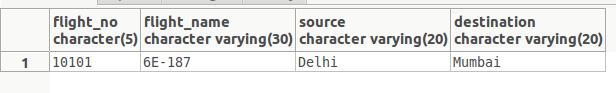 flight_no flight_name source destination
character(5) character varying(30) character varying(20) character varying(20)
1 10101 6E-187 Delhi Mumbai